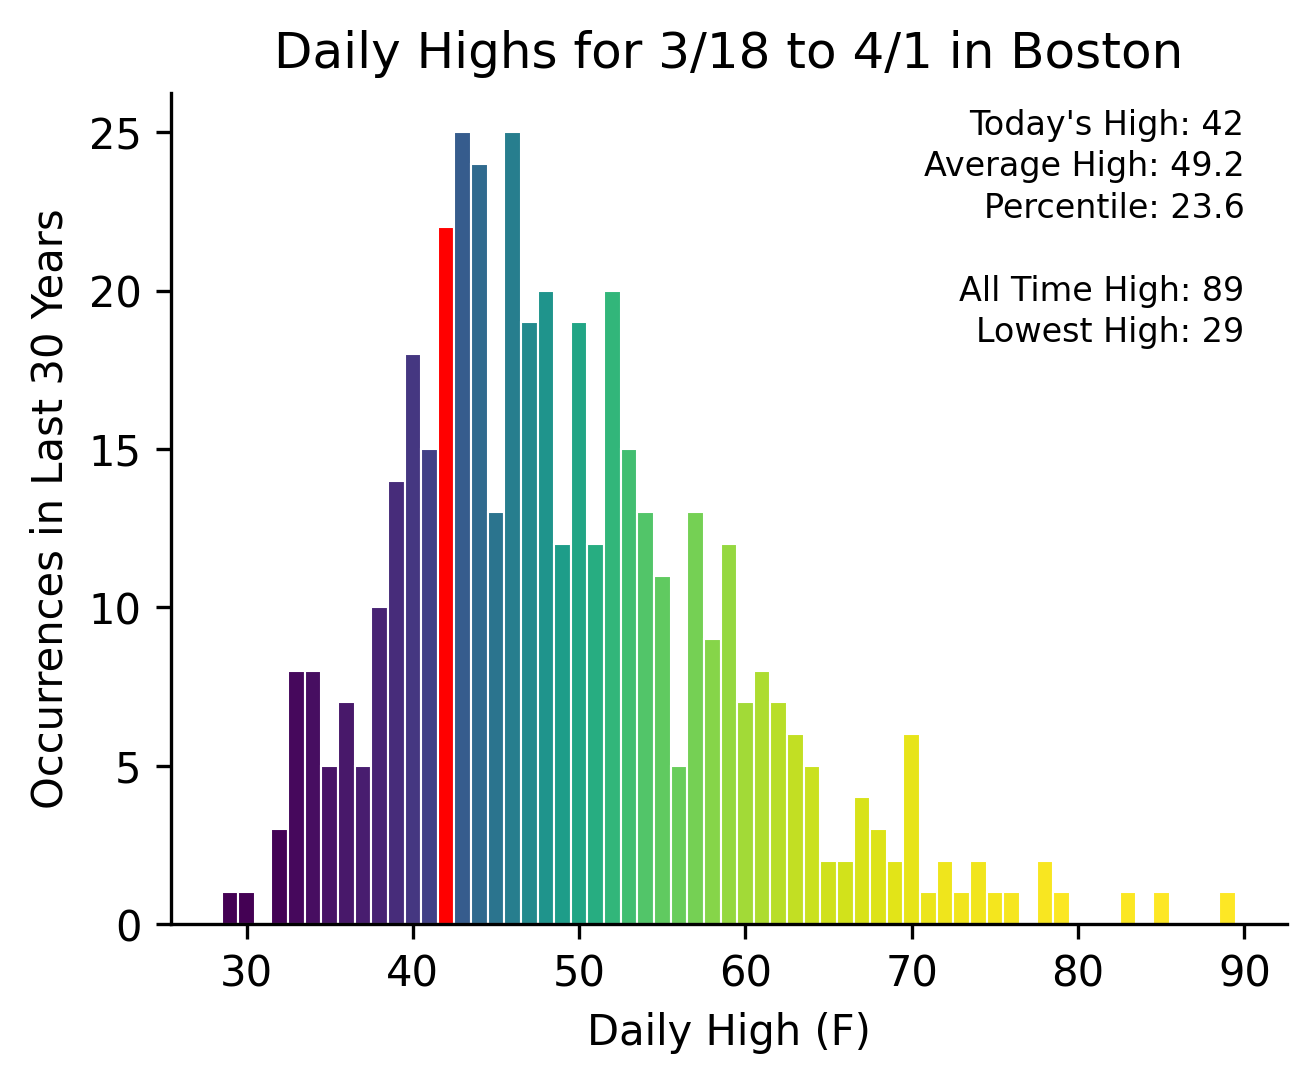 Daily Highs for 3/18 to 4/1 in Boston
Today's High: 42
Average High: 49.2
Percentile: 23.6
All Time High: 89
Lowest High: 29
Occurrences in Last 30 Years
25
20
15
10
5
0
30 40 50 60 70 80 90
Daily High (F)